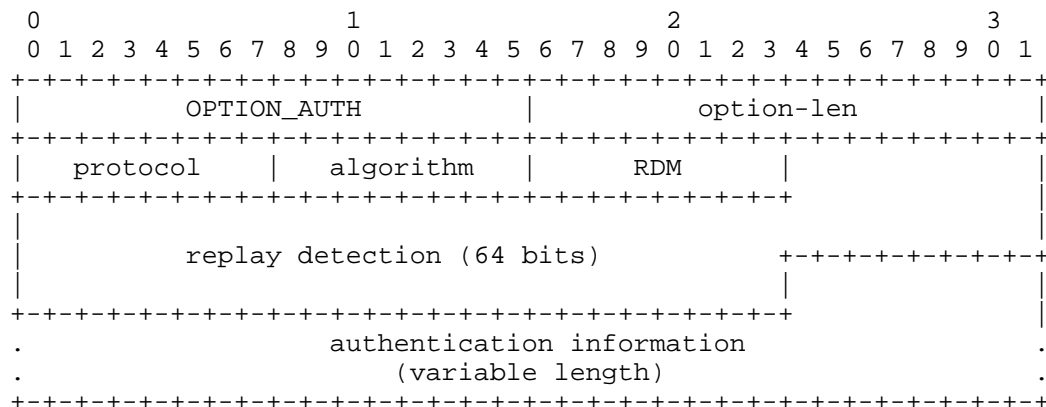 0                   1                   2                   3
 0 1 2 3 4 5 6 7 8 9 0 1 2 3 4 5 6 7 8 9 0 1 2 3 4 5 6 7 8 9 0 1
+-+-+-+-+-+-+-+-+-+-+-+-+-+-+-+-+-+-+-+-+-+-+-+-+-+-+-+-+-+-+-+-+
|          OPTION_AUTH          |          option-len           |
+-+-+-+-+-+-+-+-+-+-+-+-+-+-+-+-+-+-+-+-+-+-+-+-+-+-+-+-+-+-+-+-+
|   protocol    |   algorithm   |      RDM      |               |
+-+-+-+-+-+-+-+-+-+-+-+-+-+-+-+-+-+-+-+-+-+-+-+-+               |
|                                                               |
|          replay detection (64 bits)           +-+-+-+-+-+-+-+-+
|                                               |               |
+-+-+-+-+-+-+-+-+-+-+-+-+-+-+-+-+-+-+-+-+-+-+-+-+               |
.                   authentication information                  .
.                       (variable length)                       .
+-+-+-+-+-+-+-+-+-+-+-+-+-+-+-+-+-+-+-+-+-+-+-+-+-+-+-+-+-+-+-+-+